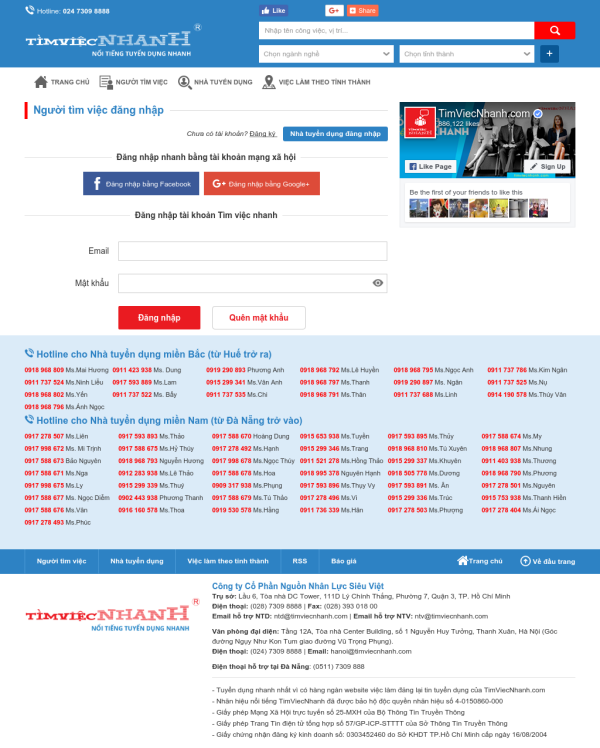 Hotline: 024 7309 8888
Like
G+
Share
TÌMVIỆCNHANH®
NỔI TIẾNG TUYỂN DỤNG NHANH
Nhập tên công việc, vị trí...
Chọn ngành nghề
Chọn tỉnh thành
+
TRANG CHỦ
NGƯỜI TÌM VIỆC
NHÀ TUYỂN DỤNG
VIỆC LÀM THEO TỈNH THÀNH
Người tìm việc đăng nhập
Chưa có tài khoản? Đăng ký
Nhà tuyển dụng đăng nhập
Đăng nhập nhanh bằng tài khoản mạng xã hội
Đăng nhập bằng Facebook
G+ Đăng nhập bằng Google+
Đăng nhập tài khoản Tìm việc nhanh
Email
Mật khẩu
Đăng nhập
Quên mật khẩu
TimViecNhanh.com
886,122 likes
Like Page
Sign Up
Be the first of your friends to like this
Hotline cho Nhà tuyển dụng miền Bắc (từ Huế trở ra)
0918 968 809 Ms.Mai Hương 0911 423 938 Ms. Dung 0919 290 893 Phương Anh 0918 968 792 Ms.Lê Huyền 0918 968 795 Ms.Ngọc Anh 0911 737 786 Ms.Kim Ngân
0911 737 524 Ms.Ninh Liễu 0917 593 889 Ms.Lam 0915 299 341 Ms.Vân Anh 0918 968 797 Ms.Thanh 0919 290 897 Ms. Ngân 0911 737 525 Ms.Nụ
0918 968 802 Ms.Yến 0911 737 522 Ms.Bẩy 0911 737 535 Ms.Chi 0918 968 791 Ms.Thân 0911 737 688 Ms.Linh 0914 190 578 Ms.Thúy Vân
0918 968 796 Ms.Ánh Ngọc
Hotline cho Nhà tuyển dụng miền Nam (từ Đà Nẵng trở vào)
0917 278 507 Ms.Liên 0917 593 893 Ms.Thảo 0917 588 670 Hoàng Dung 0915 653 938 Ms.Tuyền 0917 593 895 Ms.Thủy 0917 588 674 Ms.My
0917 998 672 Ms. Mi Trịnh 0917 588 675 Ms.Hỷ Thúy 0917 278 492 Ms.Hạnh 0915 299 346 Ms.Trang 0918 968 810 Ms.Tú Xuyên 0918 968 807 Ms.Nhung
0917 588 673 Bảo Nguyên 0918 968 793 Nguyễn Hương 0917 998 676 Ms.Ngọc Thúy 0911 521 278 Ms.Hồng Thảo 0915 299 337 Ms.Khuyên 0911 403 938 Ms.Thương
0917 588 671 Ms.Nga 0912 283 938 Ms.Lê Thảo 0917 588 678 Ms.Hoa 0918 995 378 Nguyên Hạnh 0918 505 778 Ms.Dương 0918 968 790 Ms.Phương
0917 998 675 Ms.Ly 0915 299 339 Ms.Thuý 0909 317 938 Ms.Phụng 0917 593 896 Ms.Thụy Vy 0917 593 891 Ms. Ân 0917 278 501 Ms.Nguyên
0917 588 677 Ms. Ngọc Diễm 0902 443 938 Phương Thanh 0917 588 679 Ms.Tú Thảo 0917 278 496 Ms.Vi 0915 299 336 Ms.Trúc 0915 753 938 Ms.Thanh Hiền
0917 588 676 Ms.Vân 0916 160 578 Ms.Thoa 0919 530 578 Ms.Hằng 0911 736 339 Ms.Hân 0917 278 503 Ms.Phượng 0917 278 404 Ms.Ái Ngọc
0917 278 493 Ms.Phúc
Người tìm việc
Nhà tuyển dụng
Việc làm theo tỉnh thành
RSS
Báo giá
Trang chủ
Về đầu trang
TÌMVIỆCNHANH®
NỔI TIẾNG TUYỂN DỤNG NHANH
Công ty Cổ Phần Nguồn Nhân Lực Siêu Việt
Trụ sở: Lầu 6, Tòa nhà DC Tower, 111D Lý Chính Thắng, Phường 7, Quận 3, TP. Hồ Chí Minh
Điện thoại: (028) 7309 8888 | Fax: (028) 393 018 00
Email hỗ trợ NTD: ntd@timviecnhanh.com | Email hỗ trợ NTV: ntv@timviecnhanh.com
Văn phòng đại diện: Tầng 12A, Tòa nhà Center Building, số 1 Nguyễn Huy Tưởng, Thanh Xuân, Hà Nội (Góc
đường Ngụy Như Kon Tum giao đường Vũ Trọng Phụng).
Điện thoại: (024) 7309 8888 | Email: hanoi@timviecnhanh.com
Điện thoại hỗ trợ tại Đà Nẵng: (0511) 7309 888
- Tuyển dụng nhanh nhất vì có hàng ngàn website việc làm đăng lại tin tuyển dụng của TimViecNhanh.com
- Nhãn hiệu nổi tiếng TimViecNhanh đã được bảo hộ độc quyền nhãn hiệu số 4-0150860-000
- Giấy phép Mạng Xã Hội trực tuyến số 25-MXH của Bộ Thông Tin Truyền Thông
- Giấy phép Trang Tin điện tử tổng hợp số 57/GP-ICP-STTTT của Sở Thông Tin Truyền Thông
- Giấy chứng nhận đăng ký kinh doanh số: 0303452460 do Sở KHDT TP.Hồ Chí Minh cấp ngày 16/08/2004